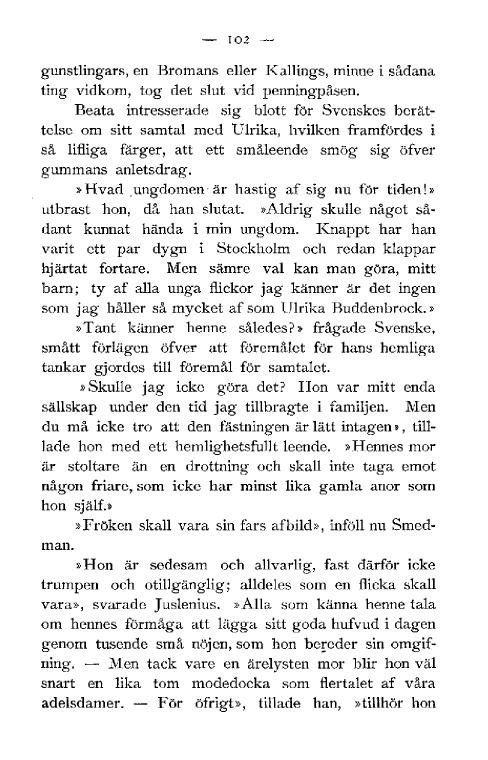 — 102 —
gunstlingars, en Bromans eller Kallings, minne i sådana
ting vidkom, tog det slut vid penningpåsen.
Beata intresserade sig blott för Svenskes berät-
telse om sitt samtal med Ulrika, hvilken framfördes i
så lifliga färger, att ett småleende smög sig öfver
gummans anletsdrag.
»Hvad ungdomen är hastig af sig nu för tiden!»
utbrast hon, då han slutat. »Aldrig skulle något så-
dant kunnat hända i min ungdom. Knappt har han
varit ett par dygn i Stockholm och redan klappar
hjärtat fortare. Men sämre val kan man göra, mitt
barn; ty af alla unga flickor jag känner är det ingen
som jag håller så mycket af som Ulrika Buddenbrock.»
»Tant känner henne således?» frågade Svenske,
smått förlägen öfver att föremålet för hans hemliga
tankar gjordes till föremål för samtalet.
»Skulle jag icke göra det? Hon var mitt enda
sällskap under den tid jag tillbragte i familjen. Men
du må icke tro att den fästningen är lätt intagen», till-
lade hon med ett hemlighetsfullt leende. »Hennes mor
är stoltare än en drottning och skall inte taga emot
någon friare, som icke har minst lika gamla anor som
hon själf.»
»Fröken skall vara sin fars afbild», inföll nu Smed-
man.
»Hon är sedesam och allvarlig, fast därför icke
trumpen och otillgänglig; alldeles som en flicka skall
vara», svarade Juslenius. »Alla som känna henne tala
om hennes förmåga att lägga sitt goda hufvud i dagen
genom tusende små nöjen, som hon bereder sin omgif-
ning. — Men tack vare en ärelysten mor blir hon väl
snart en lika tom modedocka som flertalet af våra
adelsdamer. — För öfrigt», tillade han, »tillhör hon